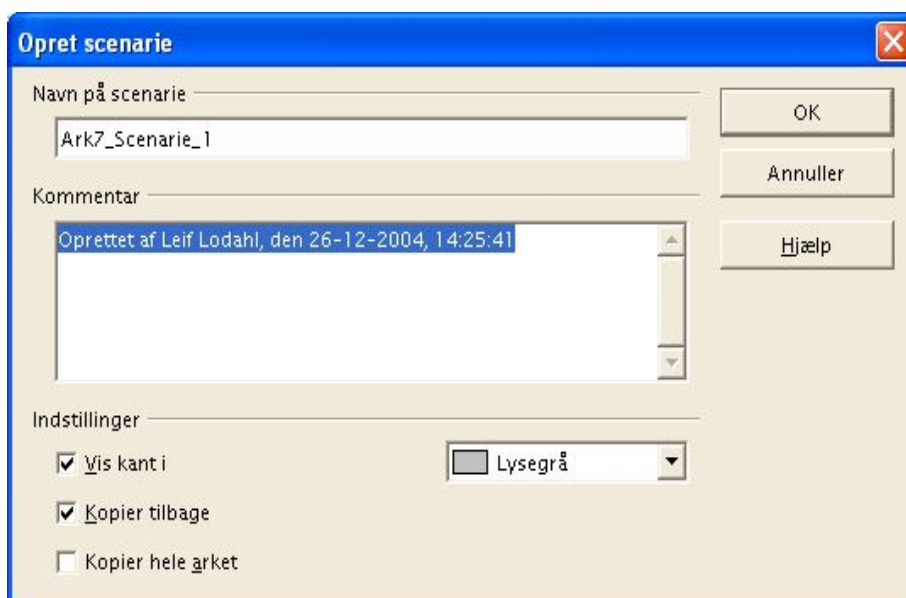 Opret scenarie
Navn på scenarie
Ark7_Scenarie_1
OK
Annuller
Hjælp
Kommentar
Oprettet af Leif Lodahl, den 26-12-2004, 14:25:41
Indstillinger
Vis kant i
Lysegrå
Kopier tilbage
Kopier hele arket